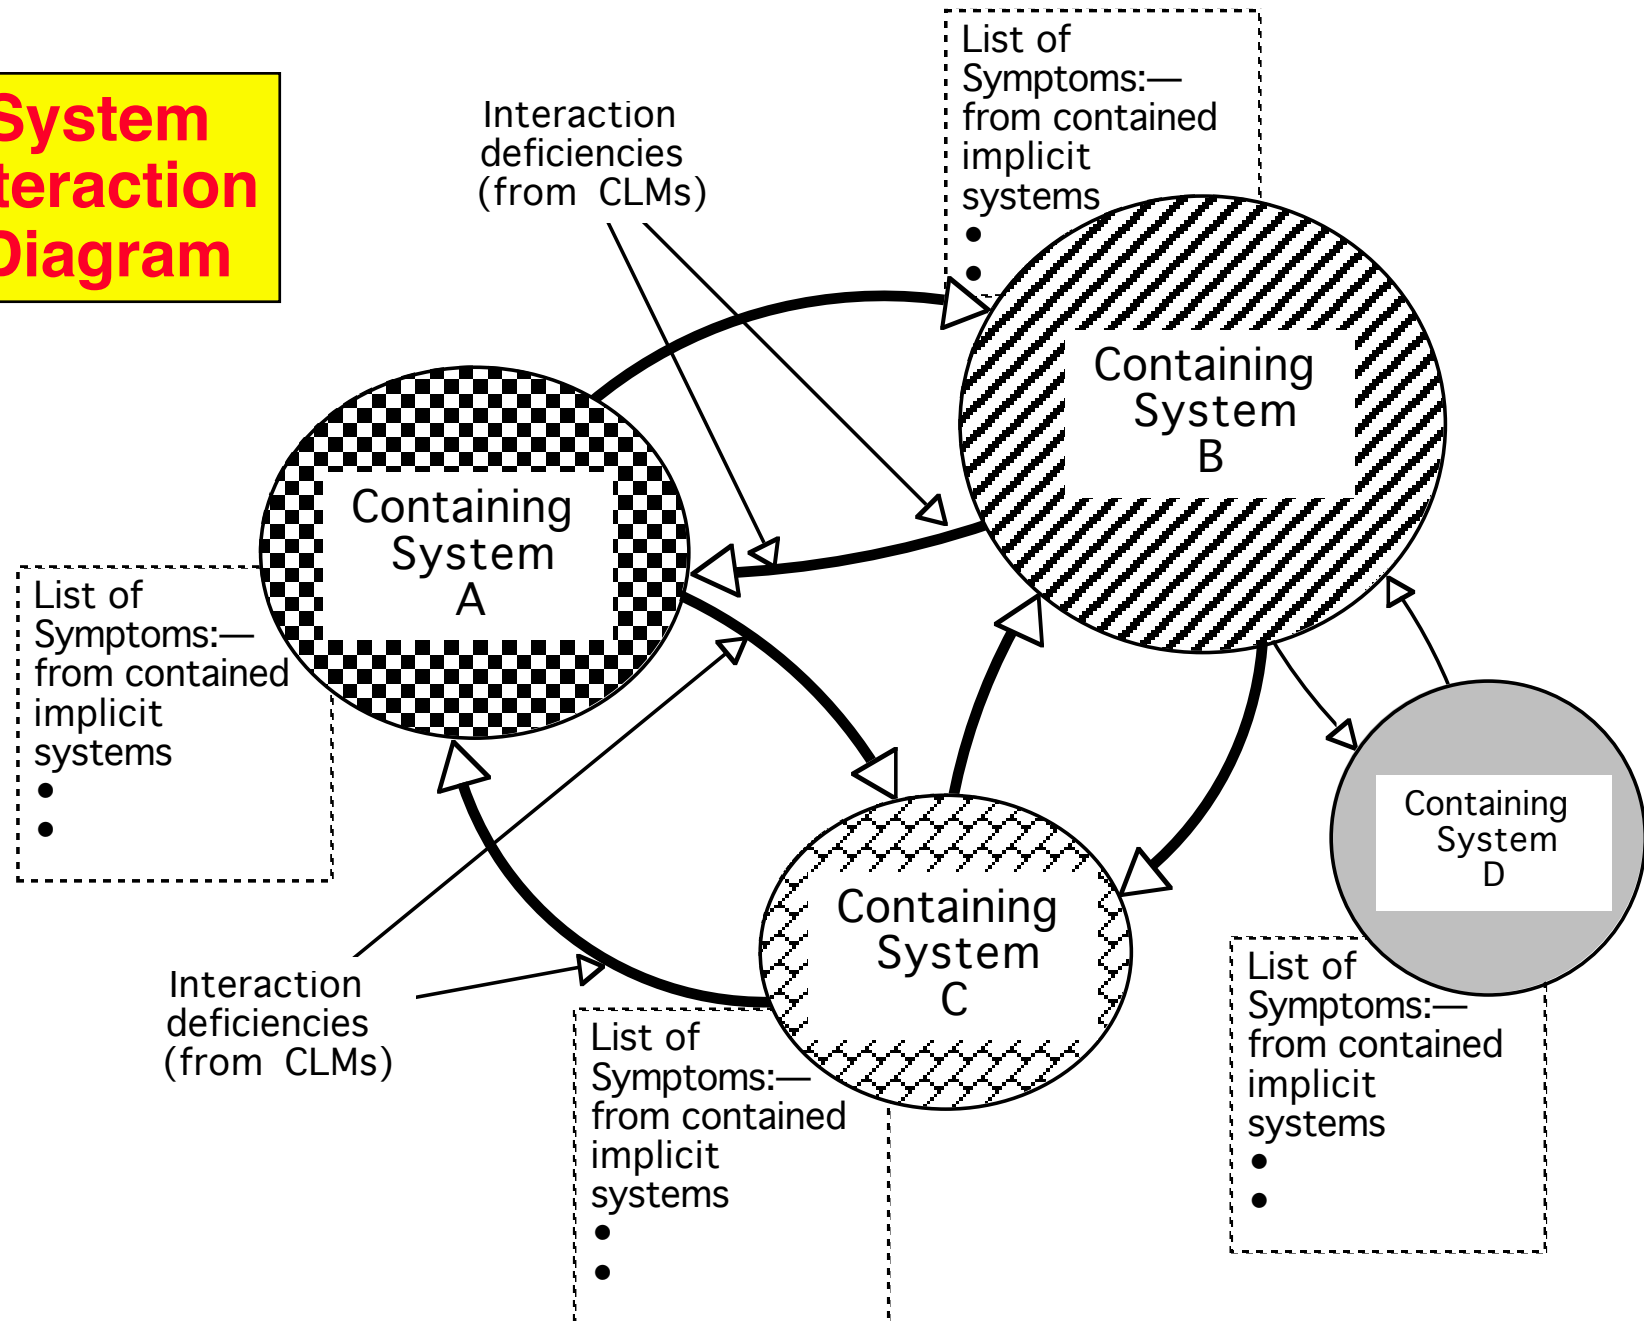 System
teraction
Diagram
Interaction
deficiencies
(from CLMs)
List of
Symptoms:—
from contained
implicit
systems
•
•
Containing
System
B
Containing
System
A
List of
Symptoms:—
from contained
implicit
systems
•
•
Containing
System
D
Containing
System
C
Interaction
deficiencies
(from CLMs)
List of
Symptoms:—
from contained
implicit
systems
•
•
List of
Symptoms:—
from contained
implicit
systems
•
•